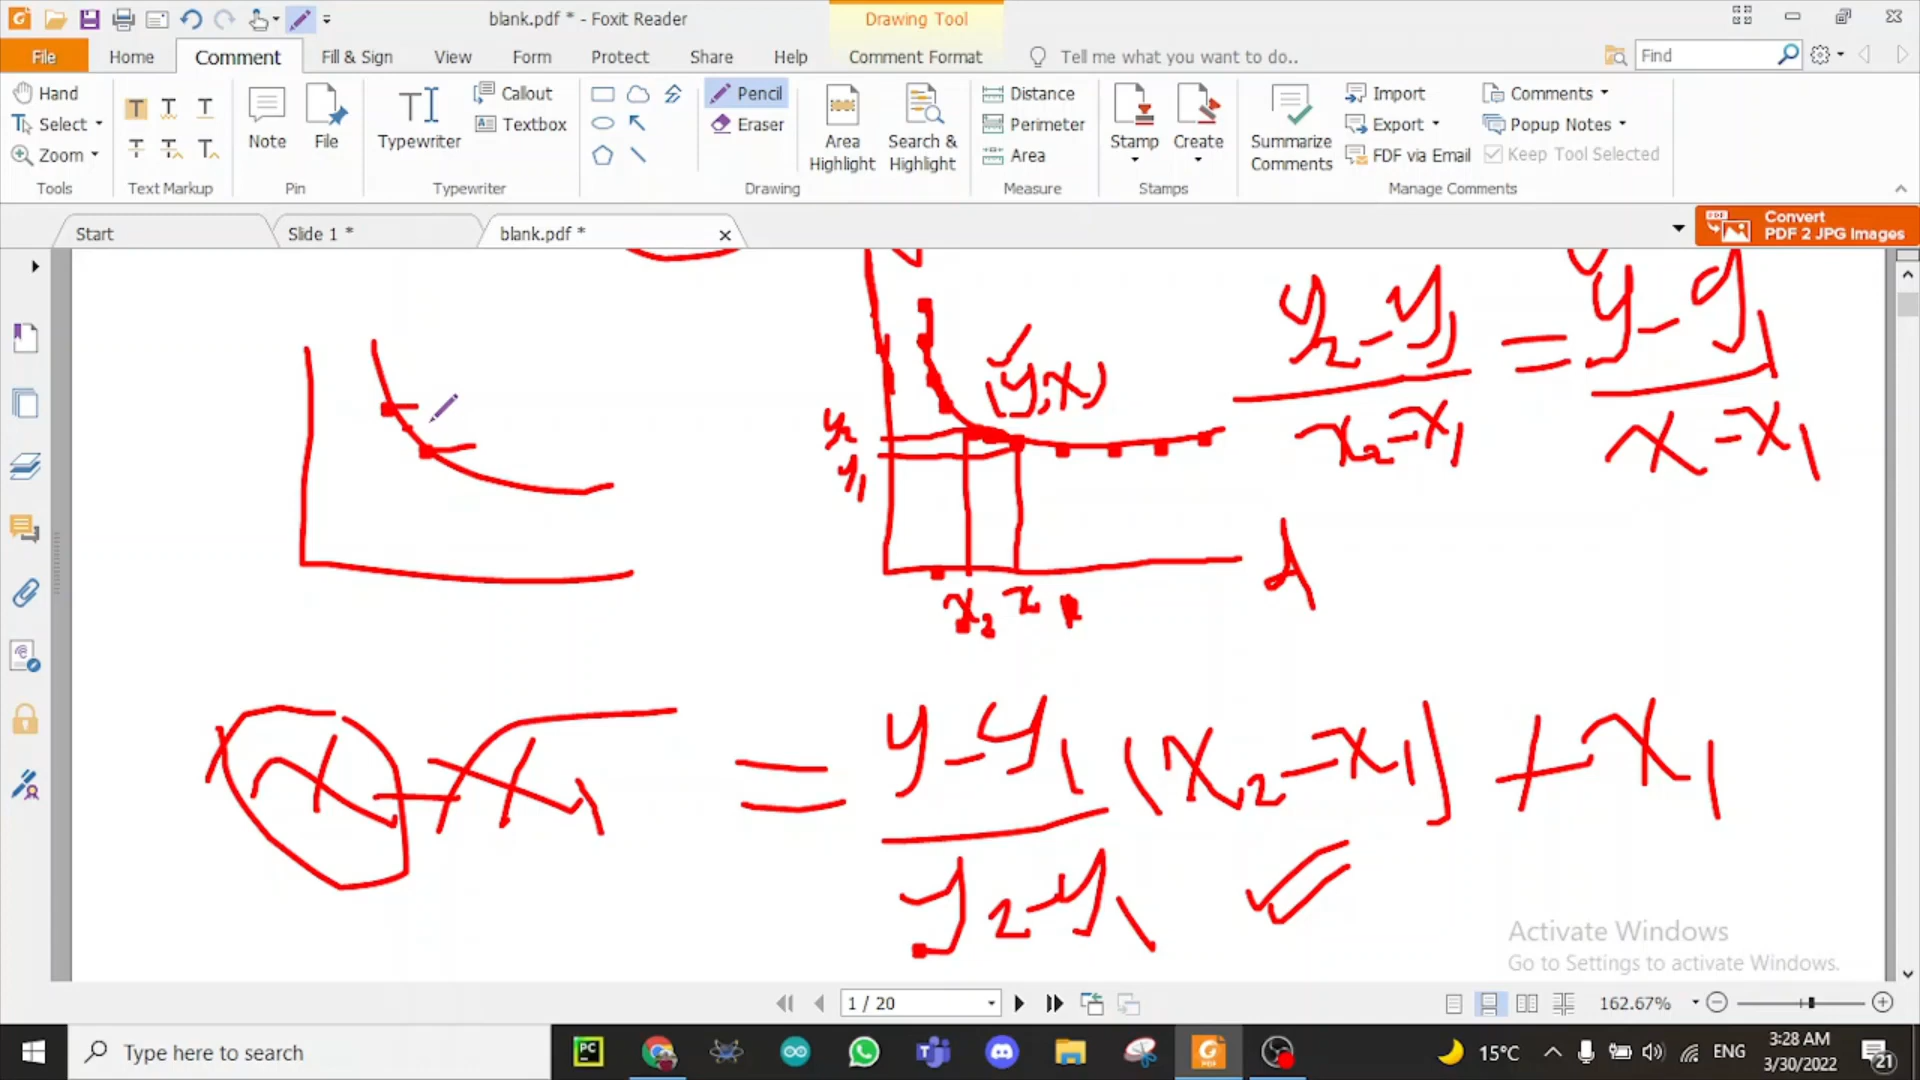 blank.pdf * - Foxit Reader
Drawing Tool
File
Home
Comment
Fill & Sign
View
Form
Protect
Share
Help
Comment Format
Tell me what you want to do..
Find
Hand
Select
Zoom
Tools
Text Markup
Note
File
Pin
Typewriter
Callout
Textbox
Typewriter
Pencil
Eraser
Area Highlight
Search & Highlight
Drawing
Distance
Perimeter
Area
Measure
Stamp
Create
Stamps
Summarize Comments
Import
Export
FDF via Email
Comments
Popup Notes
Keep Tool Selected
Manage Comments
Start
Slide 1 *
blank.pdf *
Convert
PDF 2 JPG Images
(y,x)
y2
y1
x2 x1
d
y2-y1 / x2-x1 = y-y1 / x-x1
x - x1 = y-y1 / y2-y1 (x2-x1) + x1
Activate Windows
Go to Settings to activate Windows.
1 / 20
162.67%
Type here to search
PC
15°C
ENG
3:28 AM
3/30/2022
21